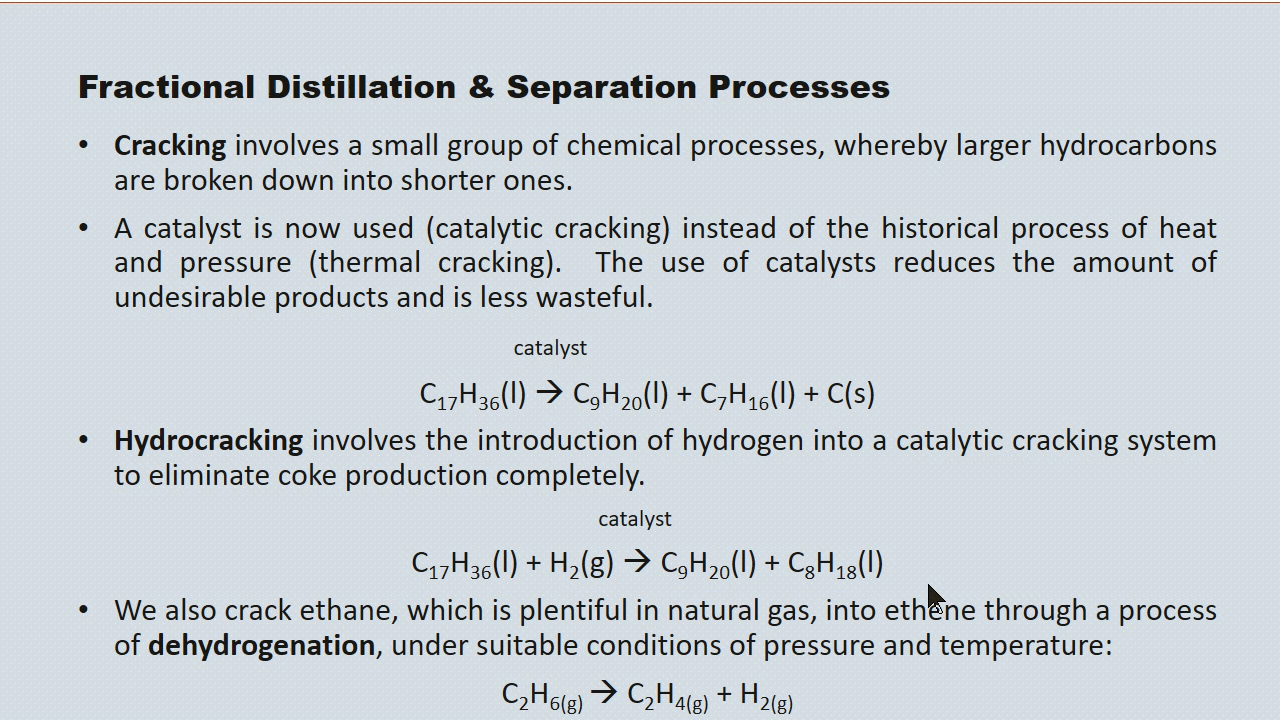 Fractional Distillation & Separation Processes
• Cracking involves a small group of chemical processes, whereby larger hydrocarbons
are broken down into shorter ones.
• A catalyst is now used (catalytic cracking) instead of the historical process of heat
and pressure (thermal cracking). The use of catalysts reduces the amount of
undesirable products and is less wasteful.
catalyst
C₁₇H₃₆(l) → C₉H₂₀(l) + C₇H₁₆(l) + C(s)
• Hydrocracking involves the introduction of hydrogen into a catalytic cracking system
to eliminate coke production completely.
catalyst
C₁₇H₃₆(l) + H₂(g) → C₉H₂₀(l) + C₈H₁₈(l)
• We also crack ethane, which is plentiful in natural gas, into ethene through a process
of dehydrogenation, under suitable conditions of pressure and temperature:
C₂H₆(g) → C₂H₄(g) + H₂(g)